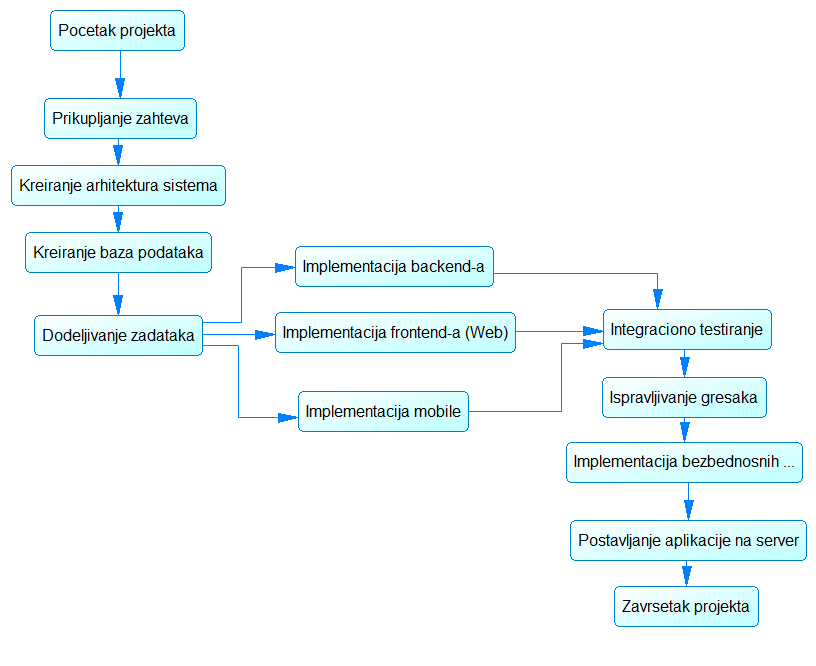 Pocetak projekta
Prikupljanje zahteva
Kreiranje arhitektura sistema
Kreiranje baza podataka
Dodeljivanje zadataka
Implementacija backend-a
Implementacija frontend-a (Web)
Implementacija mobile
Integraciono testiranje
Ispravljivanje gresaka
Implementacija bezbednosnih ...
Postavljanje aplikacije na server
Zavrsetak projekta